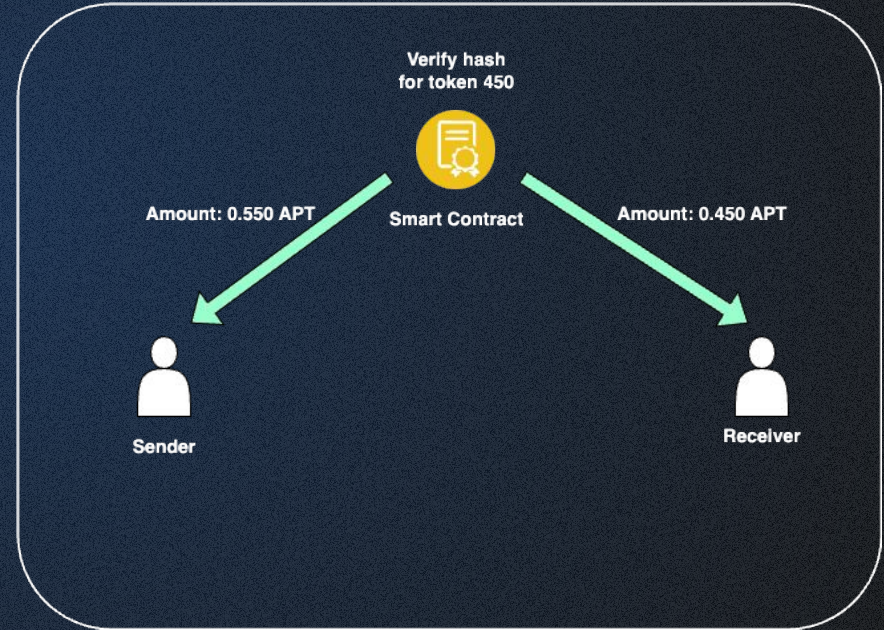 Verify hash
for token 450
Amount: 0.550 APT
Smart Contract
Amount: 0.450 APT
Sender
Receiver